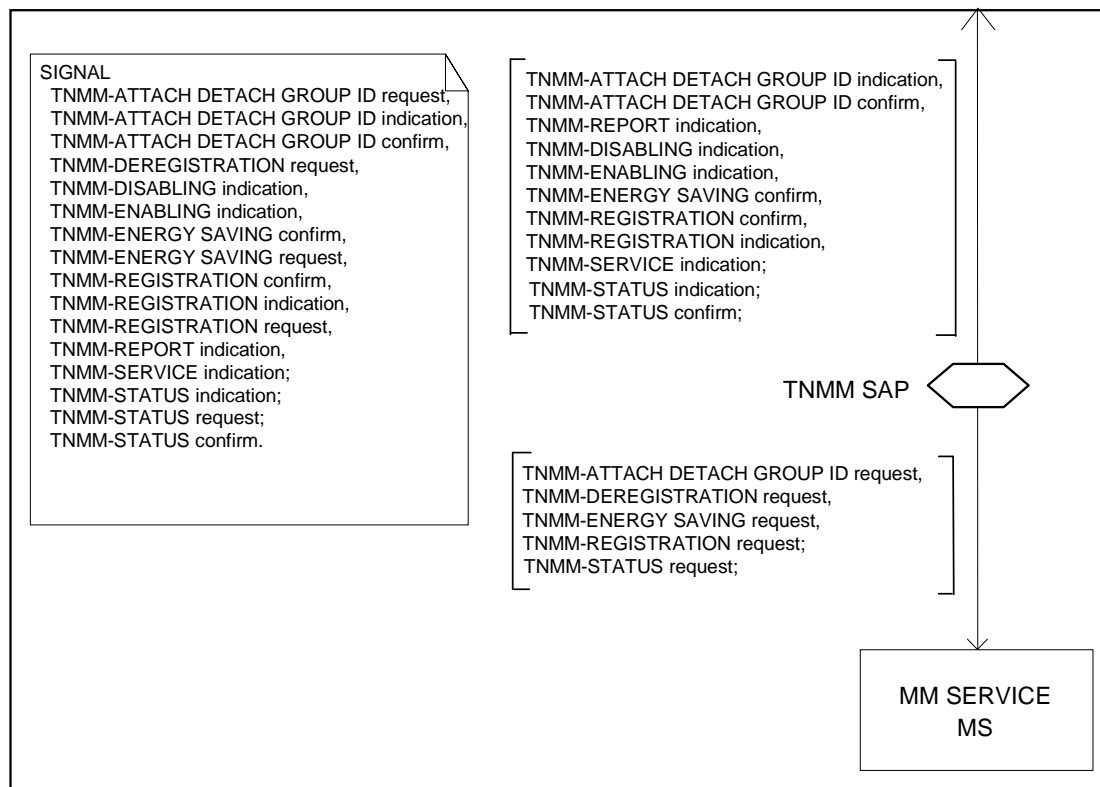 SIGNAL
TNMM-ATTACH DETACH GROUP ID request,
TNMM-ATTACH DETACH GROUP ID indication,
TNMM-ATTACH DETACH GROUP ID confirm,
TNMM-DEREGISTRATION request,
TNMM-DISABLING indication,
TNMM-ENABLING indication,
TNMM-ENERGY SAVING confirm,
TNMM-ENERGY SAVING request,
TNMM-REGISTRATION confirm,
TNMM-REGISTRATION indication,
TNMM-REGISTRATION request,
TNMM-REPORT indication,
TNMM-SERVICE indication;
TNMM-STATUS indication;
TNMM-STATUS request;
TNMM-STATUS confirm.
TNMM-ATTACH DETACH GROUP ID indication,
TNMM-ATTACH DETACH GROUP ID confirm,
TNMM-REPORT indication,
TNMM-DISABLING indication,
TNMM-ENABLING indication,
TNMM-ENERGY SAVING confirm,
TNMM-REGISTRATION confirm,
TNMM-REGISTRATION indication,
TNMM-SERVICE indication;
TNMM-STATUS indication;
TNMM-STATUS confirm;
TNMM SAP
TNMM-ATTACH DETACH GROUP ID request,
TNMM-DEREGISTRATION request,
TNMM-ENERGY SAVING request,
TNMM-REGISTRATION request;
TNMM-STATUS request;
MM SERVICE
MS